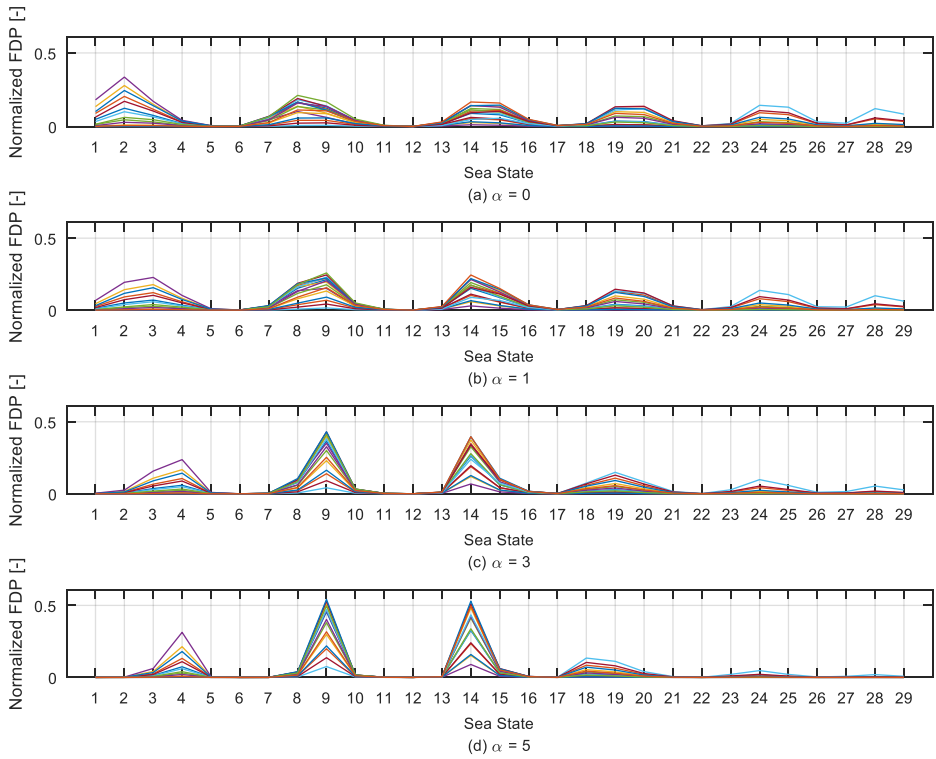 Normalized FDP [-]
0.5
0
1 2 3 4 5 6 7 8 9 10 11 12 13 14 15 16 17 18 19 20 21 22 23 24 25 26 27 28 29
Sea State
(a) α = 0
Normalized FDP [-]
0.5
0
1 2 3 4 5 6 7 8 9 10 11 12 13 14 15 16 17 18 19 20 21 22 23 24 25 26 27 28 29
Sea State
(b) α = 1
Normalized FDP [-]
0.5
0
1 2 3 4 5 6 7 8 9 10 11 12 13 14 15 16 17 18 19 20 21 22 23 24 25 26 27 28 29
Sea State
(c) α = 3
Normalized FDP [-]
0.5
0
1 2 3 4 5 6 7 8 9 10 11 12 13 14 15 16 17 18 19 20 21 22 23 24 25 26 27 28 29
Sea State
(d) α = 5